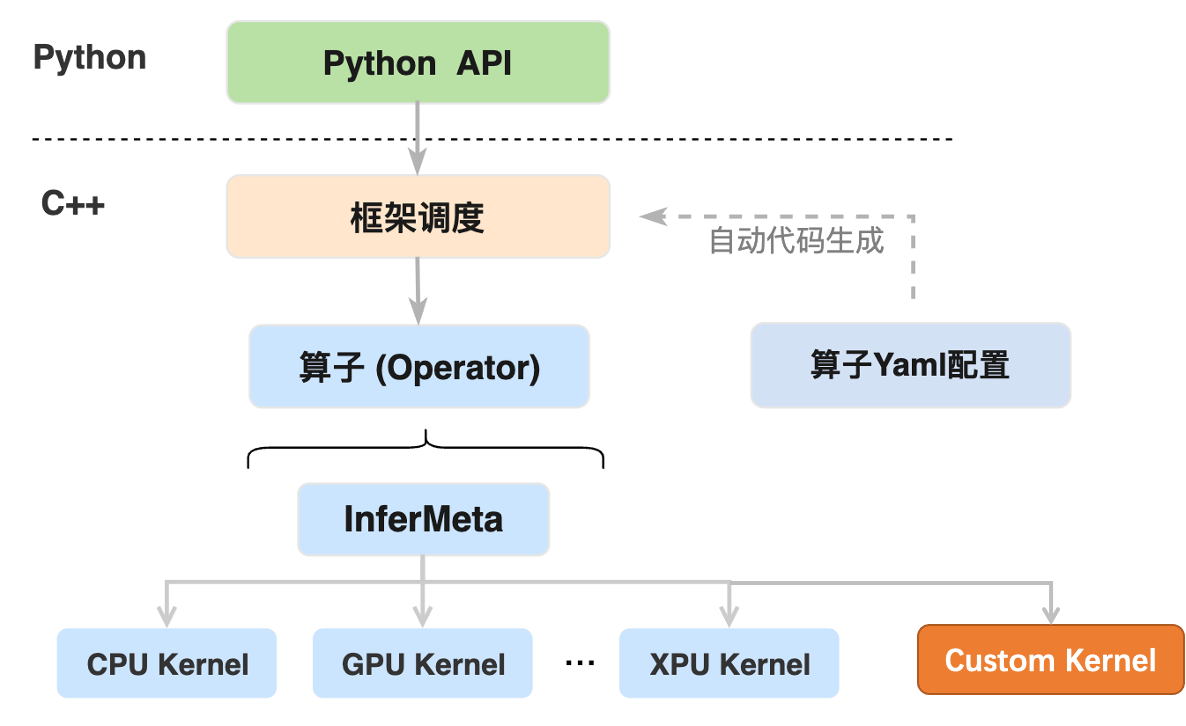 Python
Python API
C++
框架调度
自动代码生成
算子 (Operator)
算子Yaml配置
InferMeta
CPU Kernel
GPU Kernel
...
XPU Kernel
Custom Kernel